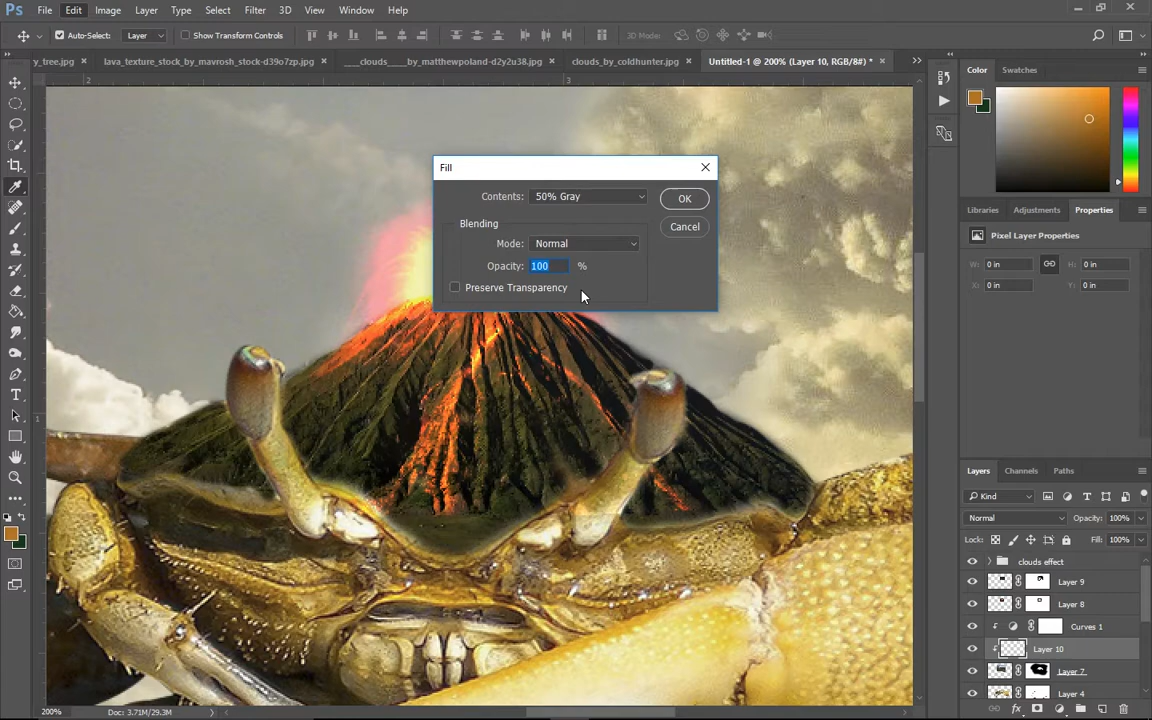 Ps File Edit Image Layer Type Select Filter 3D View Window Help
Auto-Select: Layer Show Transform Controls 3D Mode:
y_tree.jpg × lava_texture_stock_by_mavrosh_stock-d39o7zp.jpg × ____clouds____by_matthewpoland-d2y2u38.jpg × clouds_by_coldhunter.jpg × Untitled-1 @ 200% (Layer 10, RGB/8#) * ×
2 3
1
Fill
Contents: 50% Gray
OK
Blending
Cancel
Mode: Normal
Opacity: 100 %
Preserve Transparency
Color Swatches
Libraries Adjustments Properties
Pixel Layer Properties
W: 0 in H: 0 in
X: 0 in Y: 0 in
Layers Channels Paths
Kind
Normal Opacity: 100%
Lock: Fill: 100%
clouds effect
Layer 9
Layer 8
Curves 1
Layer 10
Layer 7
Layer 4
fx
200% Doc: 3.71M/29.3M